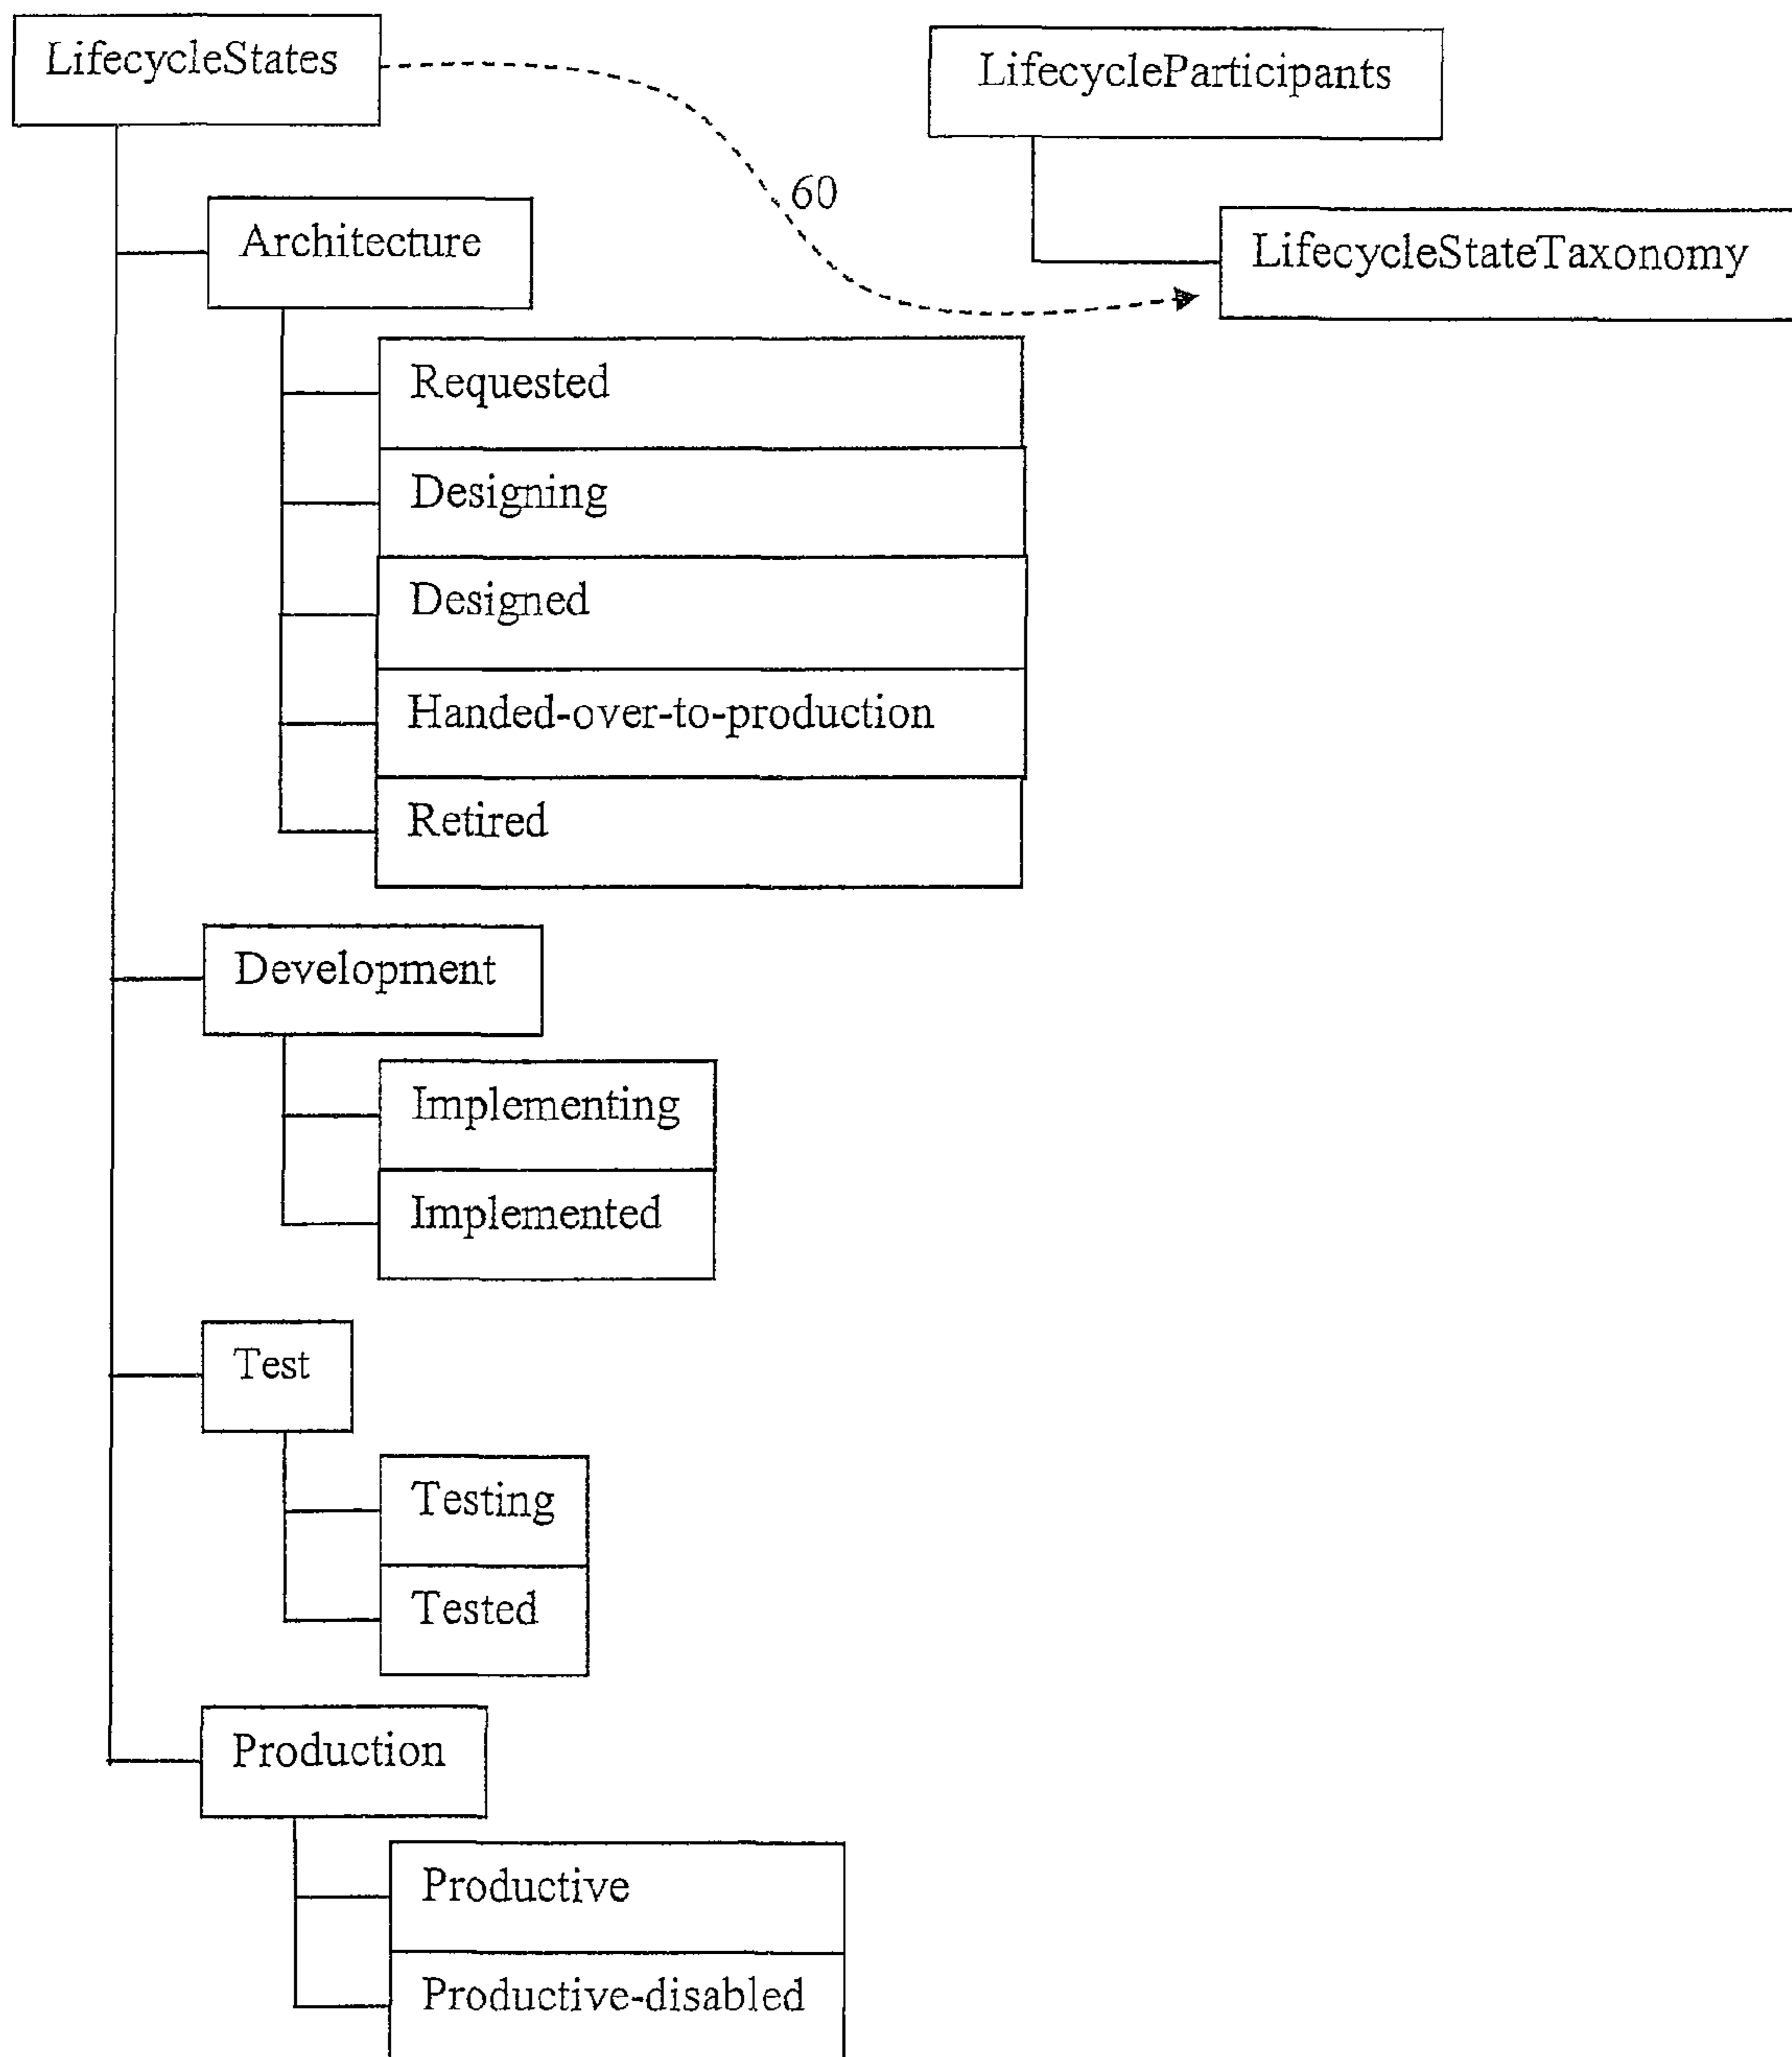 LifecycleStates
LifecycleParticipants
60
Architecture
LifecycleStateTaxonomy
Requested
Designing
Designed
Handed-over-to-production
Retired
Development
Implementing
Implemented
Test
Testing
Tested
Production
Productive
Productive-disabled